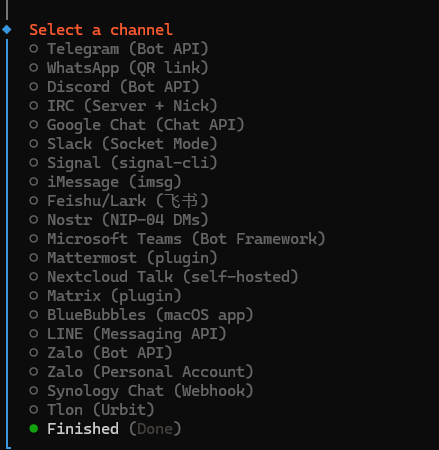 Select a channel
Telegram (Bot API)
WhatsApp (QR link)
Discord (Bot API)
IRC (Server + Nick)
Google Chat (Chat API)
Slack (Socket Mode)
Signal (signal-cli)
iMessage (imsg)
Feishu/Lark (飞书)
Nostr (NIP-04 DMs)
Microsoft Teams (Bot Framework)
Mattermost (plugin)
Nextcloud Talk (self-hosted)
Matrix (plugin)
BlueBubbles (macOS app)
LINE (Messaging API)
Zalo (Bot API)
Zalo (Personal Account)
Synology Chat (Webhook)
Tlon (Urbit)
Finished (Done)